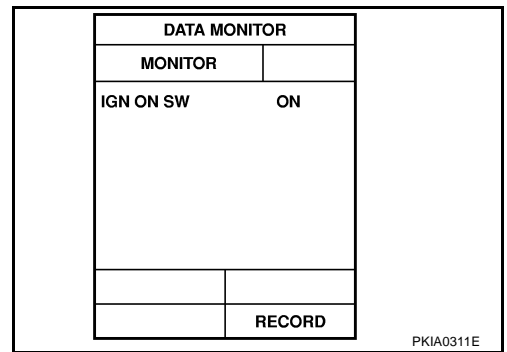 DATA MONITOR
MONITOR
IGN ON SW ON
RECORD
PKIA0311E